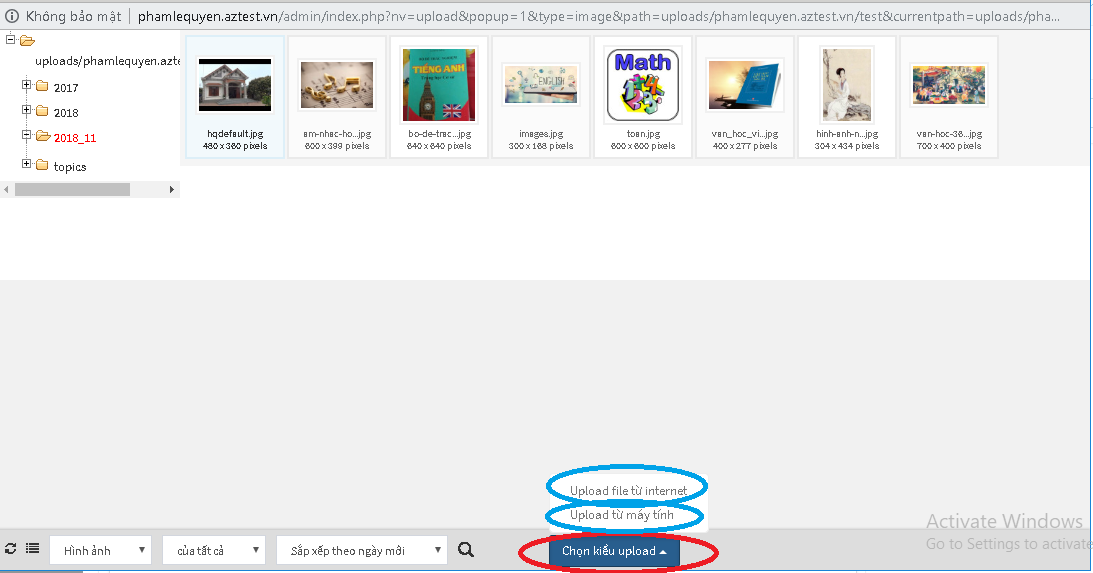 Không bảo mật | phamlequyen.aztest.vn/admin/index.php?nv=upload&popup=1&type=image&path=uploads/phamlequyen.aztest.vn/test&currentpath=uploads/pha...
uploads/phamlequyen.azte
2017
2018
2018_11
topics
TIẾNG ANH
ENGLISH
Math
hqdefault.jpg
480 x 360 pixels
am-nhac-ho...jpg
600 x 399 pixels
bo-de-trac...jpg
640 x 640 pixels
images.jpg
300 x 168 pixels
toan.jpg
600 x 600 pixels
van_hoc_vi...jpg
400 x 277 pixels
hinh-anh-n...jpg
304 x 434 pixels
van-hoc-36...jpg
700 x 400 pixels
Upload file từ internet
Upload từ máy tính
Hình ảnh
của tất cả
Sắp xếp theo ngày mới
Chọn kiểu upload
Activate Windows
Go to Settings to activate